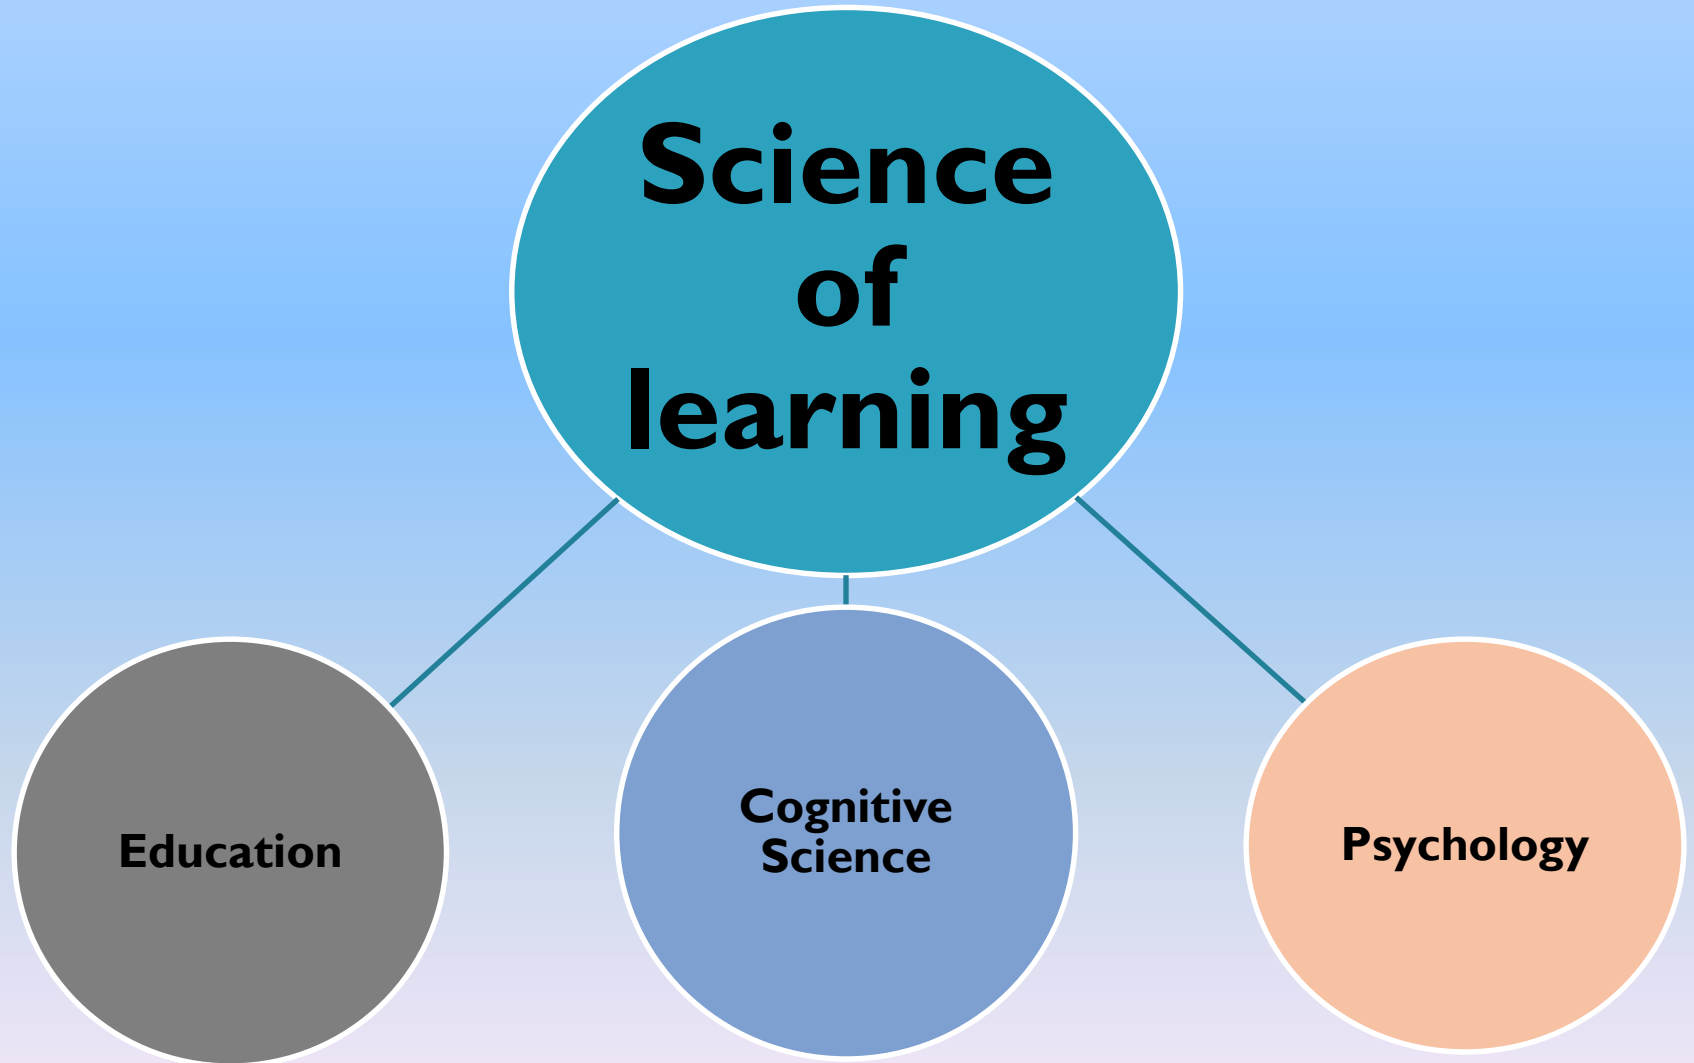 Science
of
learning
Education
Cognitive
Science
Psychology